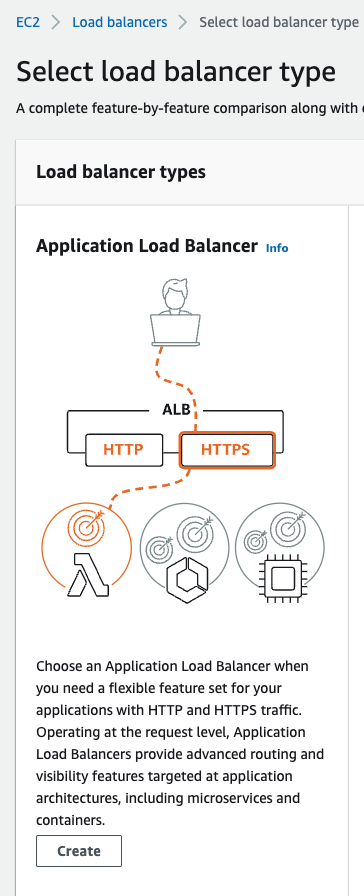 EC2 > Load balancers > Select load balancer type
Select load balancer type
A complete feature-by-feature comparison along with
Load balancer types
Application Load Balancer Info
ALB
HTTP HTTPS
Choose an Application Load Balancer when
you need a flexible feature set for your
applications with HTTP and HTTPS traffic.
Operating at the request level, Application
Load Balancers provide advanced routing and
visibility features targeted at application
architectures, including microservices and
containers.
Create